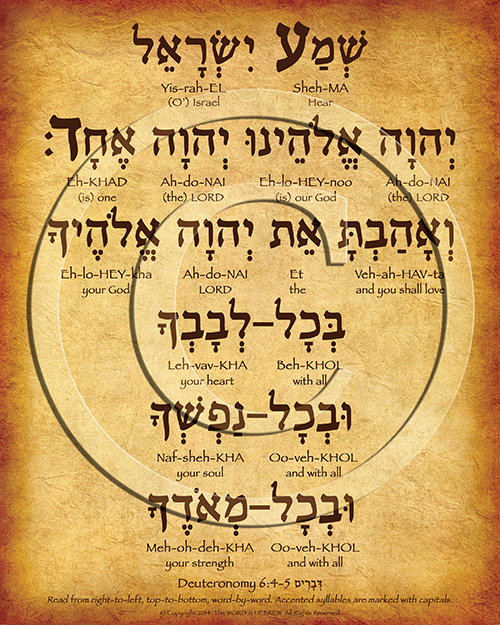 שְׁמַע יִשְׂרָאֵל
Sheh-MA Yis-rah-EL
Hear (O') Israel
יְהוָה אֱלֹהֵינוּ יְהוָה אֶחָד׃
Ah-do-NAI Eh-lo-HEY-noo Ah-do-NAI Eh-KHAD
(the) LORD (is) our God (the) LORD (is) one
וְאָהַבְתָּ אֵת יְהוָה אֱלֹהֶיךָ
Veh-ah-HAV-ta Et Ah-do-NAI Eh-lo-HEY-kha
and you shall love the LORD your God
בְּכָל-לְבָבְךָ
Beh-KHOL Leh-vav-KHA
with all your heart
וּבְכָל-נַפְשְׁךָ
Oo-veh-KHOL Naf-sheh-KHA
and with all your soul
וּבְכָל-מְאֹדֶךָ
Oo-veh-KHOL Meh-oh-deh-KHA
and with all your strength
Deuteronomy 6:4-5 דְּבָרִים
Read from right-to-left, top-to-bottom, word-by-word. Accented syllables are marked with capitals.
© Copyright 2014 The WORD in HEBREW All Rights Reserved